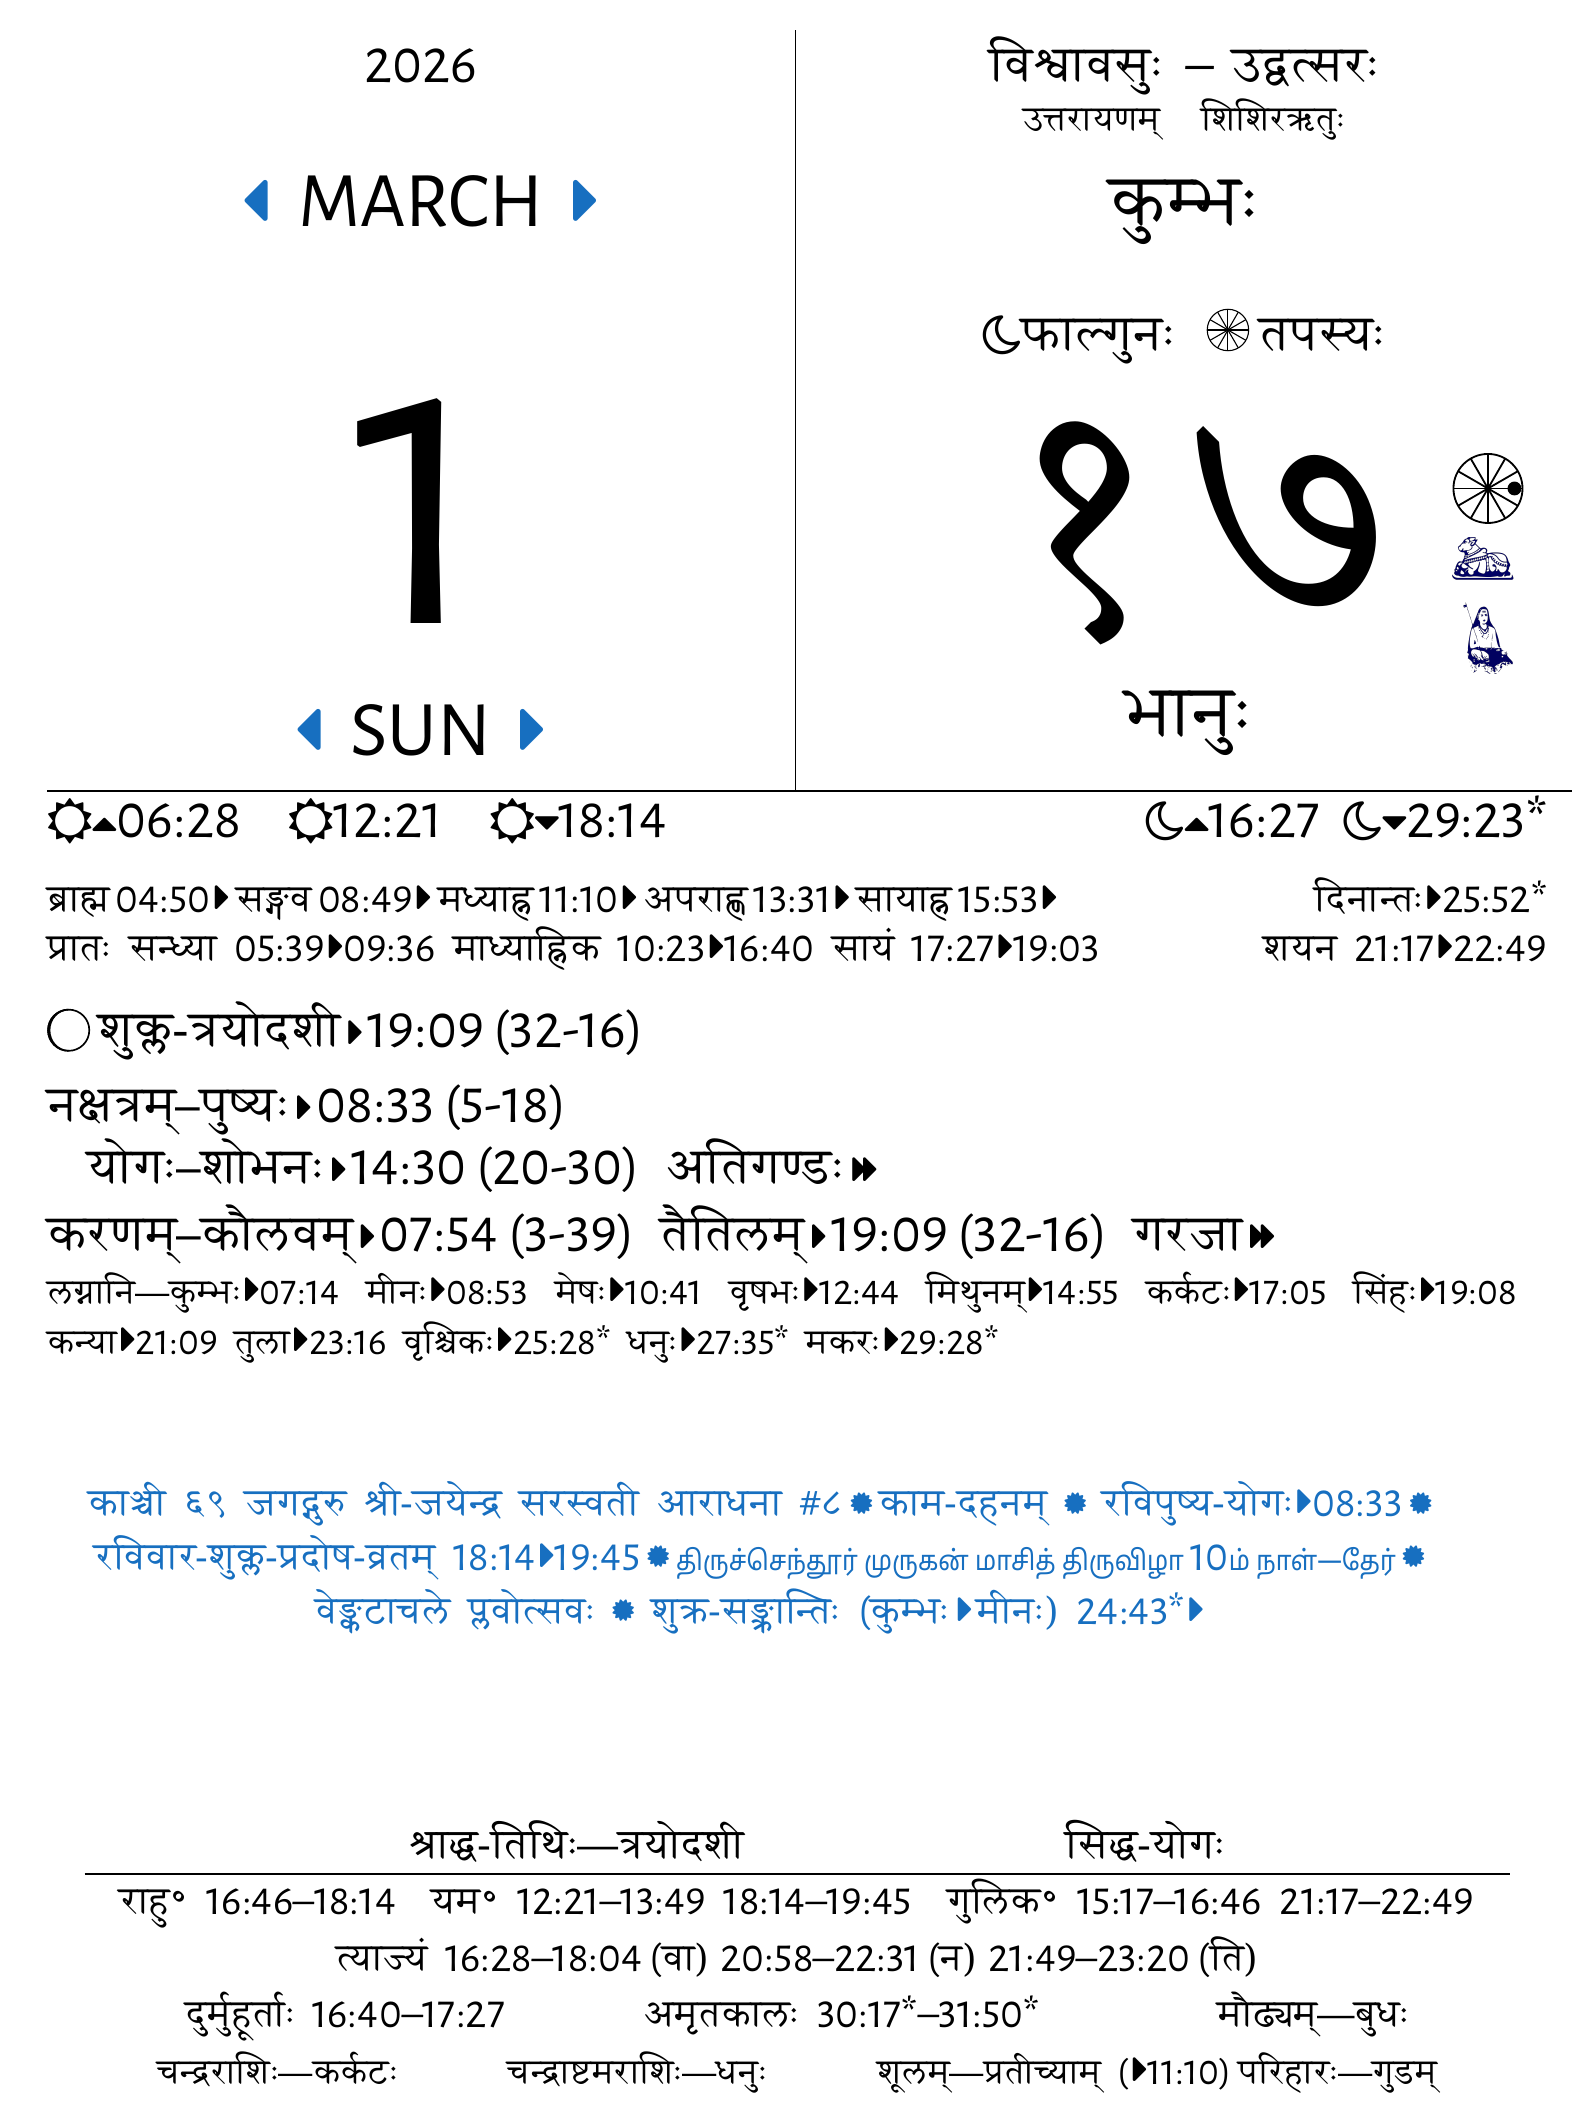 2026
MARCH
1
SUN
विश्वावसुः – उद्वत्सरः
उत्तरायणम् शिशिरऋतुः
कुम्भः
फाल्गुनः तपस्यः
१७
भानुः
06:28 12:21 18:14 16:27 29:23*
ब्राह्म 04:50 सङ्गव 08:49 मध्याह्न 11:10 अपराह्ण 13:31 सायाह्न 15:53 दिनान्तः 25:52*
प्रातः सन्ध्या 05:39 09:36 माध्याह्निक 10:23 16:40 सायं 17:27 19:03 शयन 21:17 22:49
शुक्ल-त्रयोदशी 19:09 (32-16)
नक्षत्रम्–पुष्यः 08:33 (5-18)
योगः–शोभनः 14:30 (20-30) अतिगण्डः
करणम्–कौलवम् 07:54 (3-39) तैतिलम् 19:09 (32-16) गरजा
लग्नानि—कुम्भः 07:14 मीनः 08:53 मेषः 10:41 वृषभः 12:44 मिथुनम् 14:55 कर्कटः 17:05 सिंहः 19:08
कन्या 21:09 तुला 23:16 वृश्चिकः 25:28* धनुः 27:35* मकरः 29:28*
काञ्ची ६९ जगद्गुरु श्री-जयेन्द्र सरस्वती आराधना #८ काम-दहनम् रविपुष्य-योगः 08:33
रविवार-शुक्ल-प्रदोष-व्रतम् 18:14 19:45 திருச்செந்தூர் முருகன் மாசித் திருவிழா 10ம் நாள்—தேர்
वेङ्कटाचले प्लवोत्सवः शुक्र-सङ्क्रान्तिः (कुम्भः मीनः) 24:43*
श्राद्ध-तिथिः—त्रयोदशी सिद्ध-योगः
राहु॰ 16:46–18:14 यम॰ 12:21–13:49 18:14–19:45 गुलिक॰ 15:17–16:46 21:17–22:49
त्याज्यं 16:28–18:04 (वा) 20:58–22:31 (न) 21:49–23:20 (ति)
दुर्मुहूर्ताः 16:40–17:27 अमृतकालः 30:17*–31:50* मौढ्यम्—बुधः
चन्द्रराशिः—कर्कटः चन्द्राष्टमराशिः—धनुः शूलम्—प्रतीच्याम् (11:10) परिहारः—गुडम्